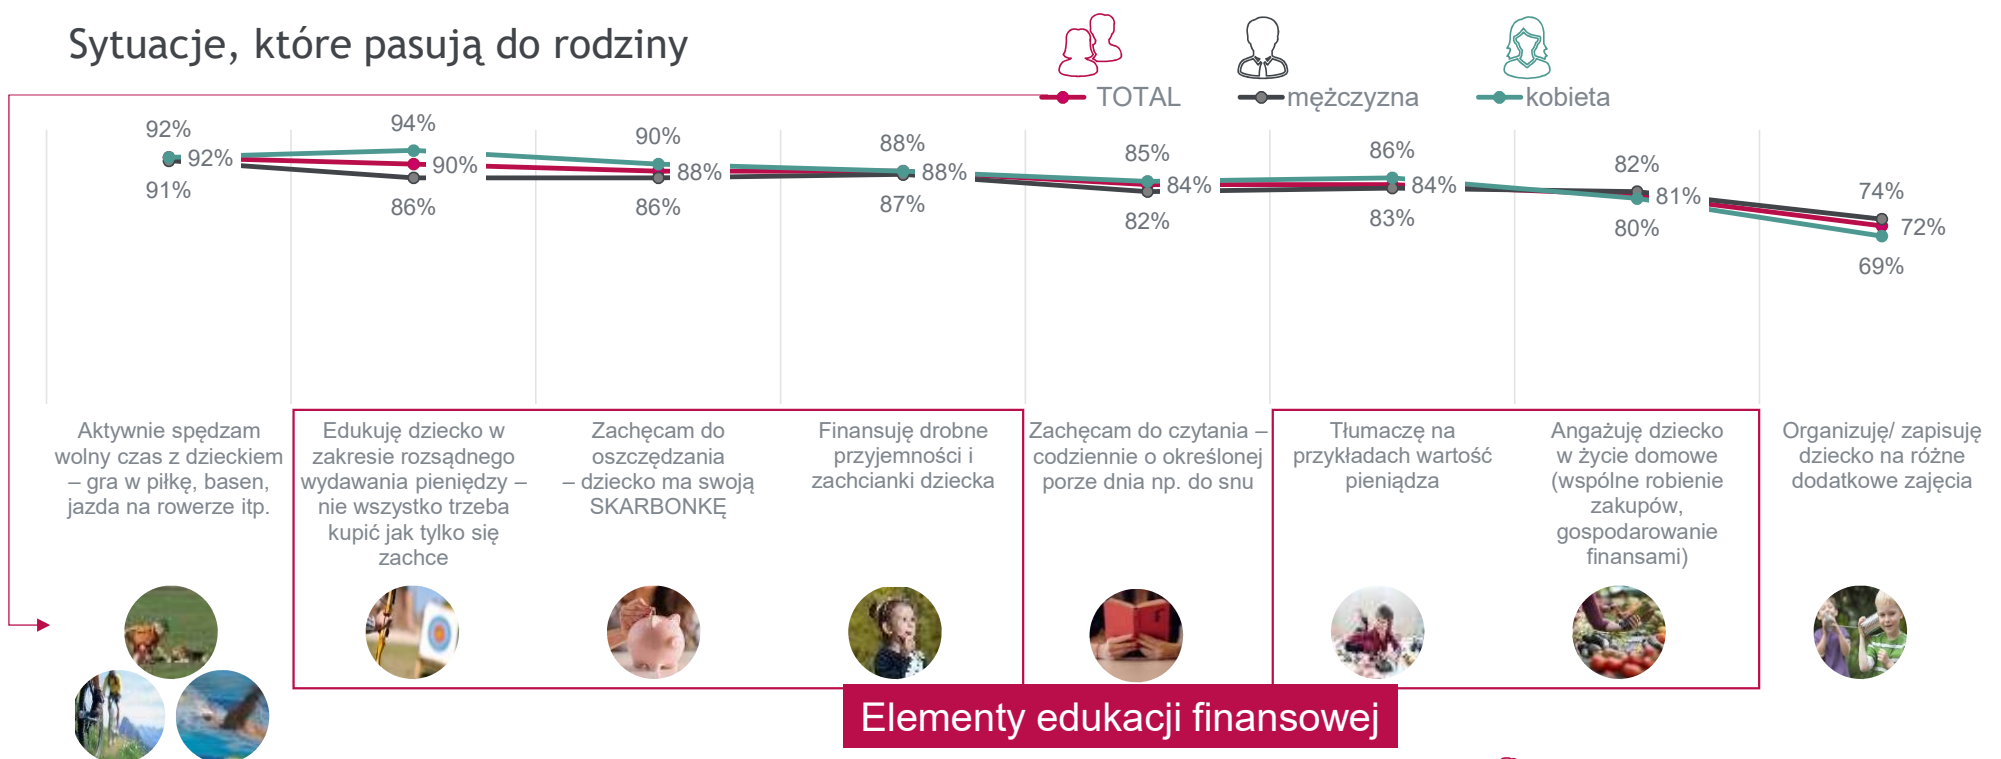 Sytuacje, które pasują do rodziny
TOTAL
mężczyzna
kobieta
92%
92%
91%
94%
90%
86%
90%
88%
86%
88%
88%
87%
85%
84%
82%
86%
84%
83%
82%
81%
80%
74%
72%
69%
Aktywnie spędzam
wolny czas z dzieckiem
– gra w piłkę, basen,
jazda na rowerze itp.
Edukuję dziecko w
zakresie rozsądnego
wydawania pieniędzy –
nie wszystko trzeba
kupić jak tylko się
zachce
Zachęcam do
oszczędzania
– dziecko ma swoją
SKARBONKĘ
Finansuję drobne
przyjemności i
zachcianki dziecka
Zachęcam do czytania –
codziennie o określonej
porze dnia np. do snu
Tłumaczę na
przykładach wartość
pieniądza
Angażuję dziecko
w życie domowe
(wspólne robienie
zakupów,
gospodarowanie
finansami)
Organizuję/ zapisuję
dziecko na różne
dodatkowe zajęcia
Elementy edukacji finansowej